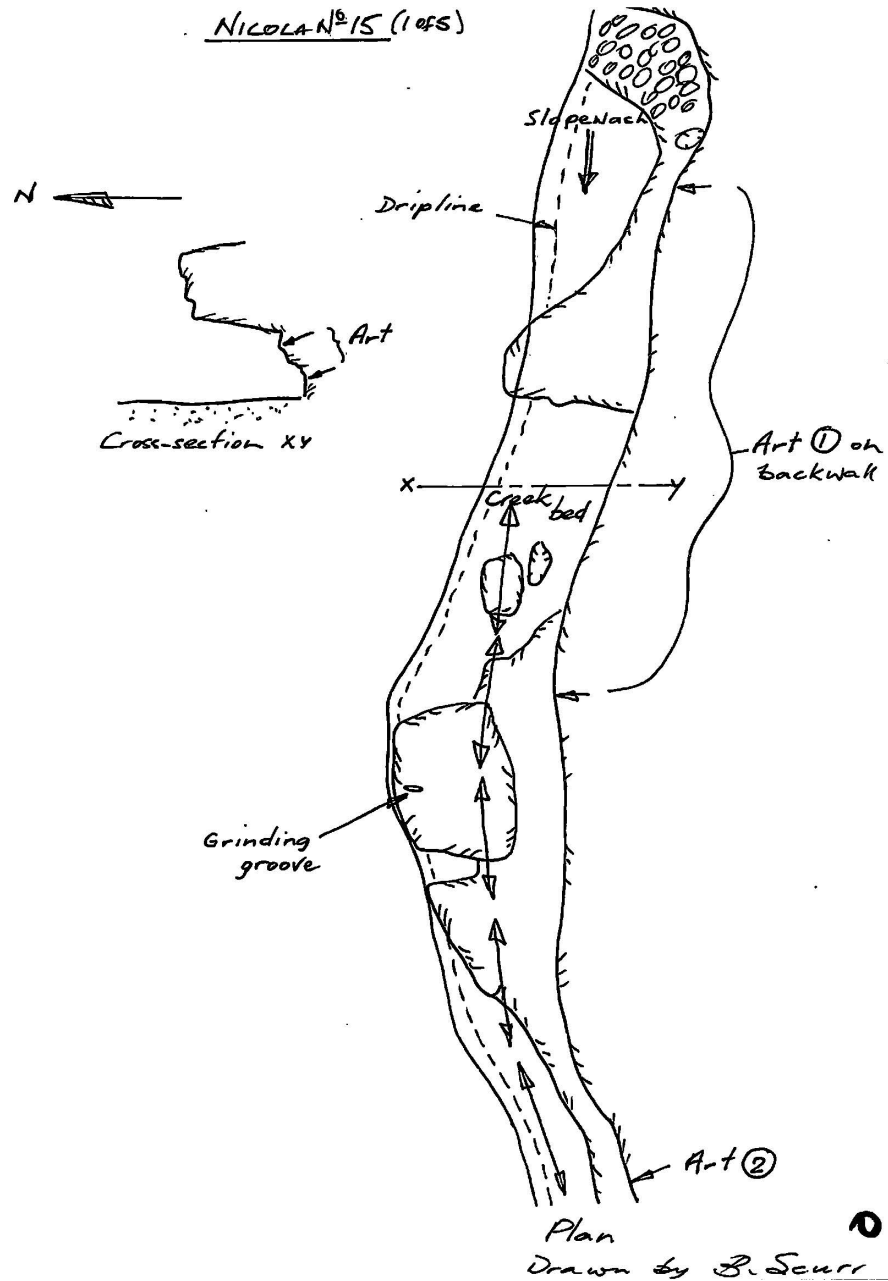 NICOLA Nº 15 (1 of 5)
Slopewash
N
Dripline
Art
Cross-section XY
Art ① on
backwall
X
Y
Creek bed
Grinding
groove
Art ②
Plan
Drawn by B. Scurr